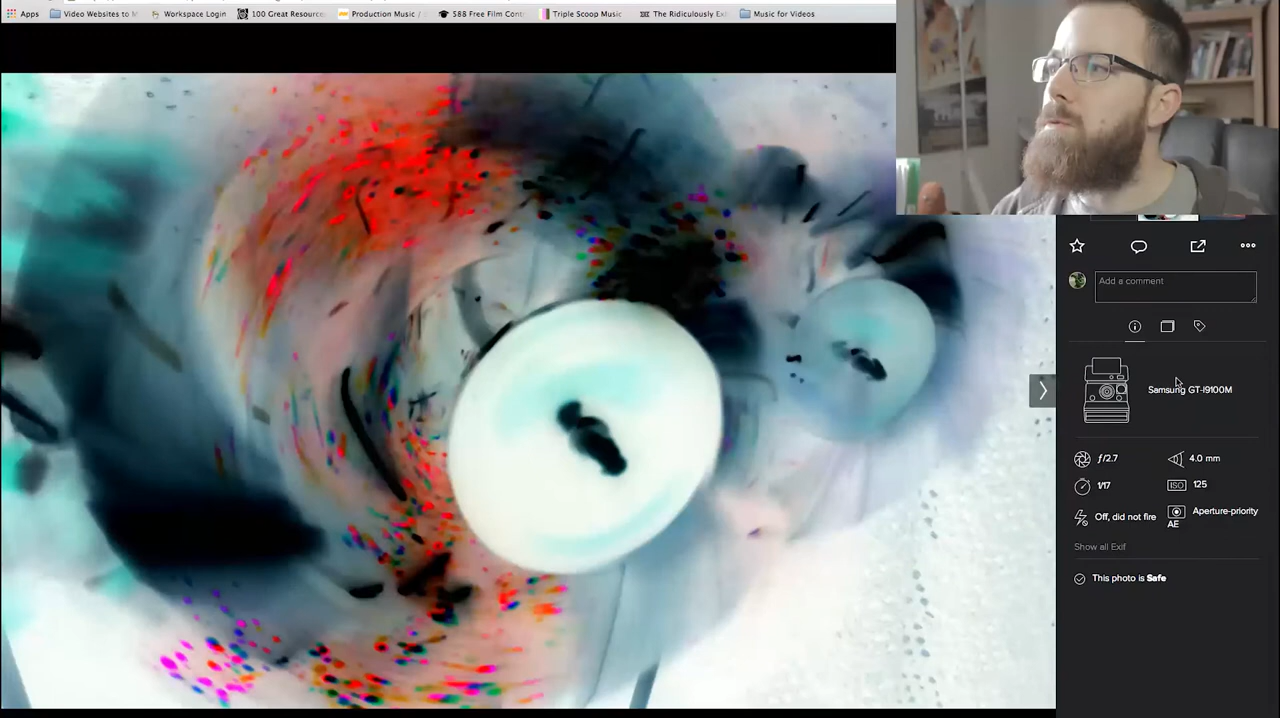 Apps Video Websites to M Workspace Login 100 Great Resource Production Music / 588 Free Film Cont Triple Scoop Music The Ridiculously Ex Music for Videos
Add a comment
Samsung GT-I9100M
ƒ/2.7 4.0 mm
1/17 ISO 125
Off, did not fire AE Aperture-priority
Show all Exif
This photo is Safe